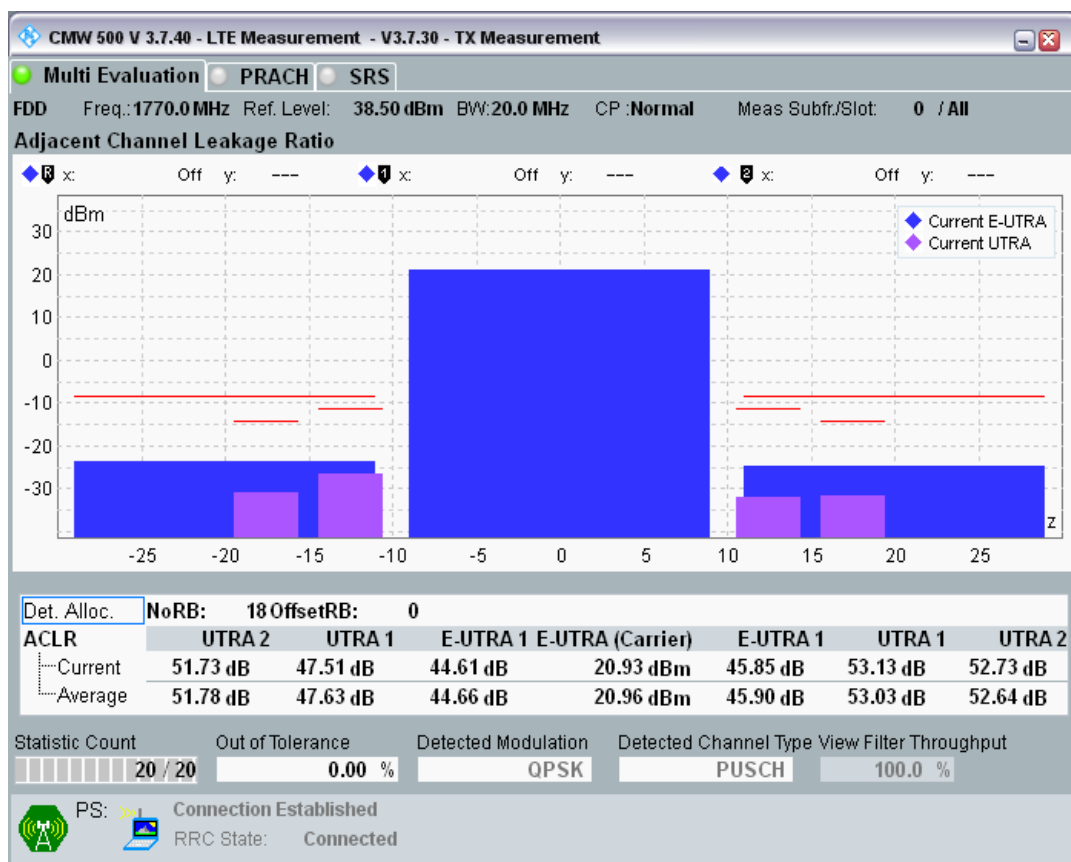 CMW 500 V 3.7.40 - LTE Measurement - V3.7.30 - TX Measurement
Multi Evaluation PRACH SRS
FDD Freq.:1770.0 MHz Ref. Level: 38.50 dBm BW:20.0 MHz CP :Normal Meas Subfr./Slot: 0 / All
Adjacent Channel Leakage Ratio
R x: Off y: --- 1 x: Off y: --- 2 x: Off y: ---
dBm
Current E-UTRA
Current UTRA
30
20
10
0
-10
-20
-30
z
-25 -20 -15 -10 -5 0 5 10 15 20 25
Det. Alloc. NoRB: 18 OffsetRB: 0
ACLR UTRA 2 UTRA 1 E-UTRA 1 E-UTRA (Carrier) E-UTRA 1 UTRA 1 UTRA 2
Current 51.73 dB 47.51 dB 44.61 dB 20.93 dBm 45.85 dB 53.13 dB 52.73 dB
Average 51.78 dB 47.63 dB 44.66 dB 20.96 dBm 45.90 dB 53.03 dB 52.64 dB
Statistic Count Out of Tolerance Detected Modulation Detected Channel Type View Filter Throughput
20 / 20 0.00 % QPSK PUSCH 100.0 %
PS: Connection Established
RRC State: Connected